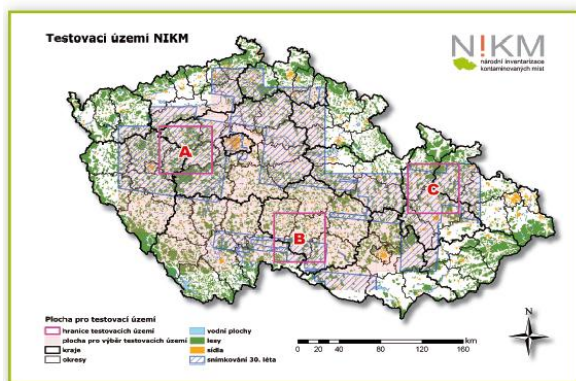 Testovací území NIKM
N!KM
národní inventarizace
kontaminovaných míst
A
B
C
Plocha pro testovací území
hranice testovacích území
plocha pro výběr testovacích území
kraje
okresy
vodní plochy
lesy
sídla
snímkování 30. léta
km
0 20 40 80 120 160
N